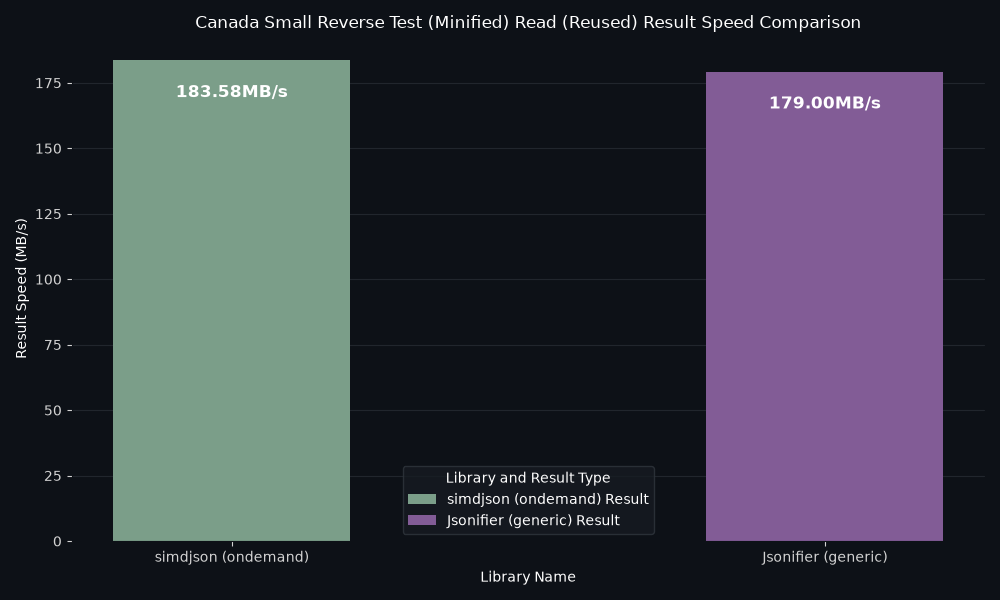 Canada Small Reverse Test (Minified) Read (Reused) Result Speed Comparison
Result Speed (MB/s)
175
150
125
100
75
50
25
0
183.58MB/s
179.00MB/s
Library and Result Type
simdjson (ondemand) Result
Jsonifier (generic) Result
simdjson (ondemand)
Jsonifier (generic)
Library Name